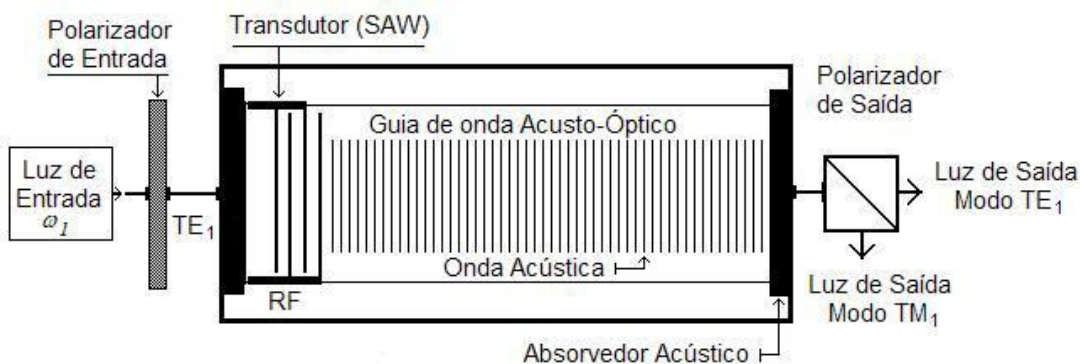 Polarizador
de Entrada
Transdutor (SAW)
Polarizador
de Saída
Guia de onda Acusto-Óptico
Luz de
Entrada
ω1
TE1
Luz de Saída
Modo TE1
Onda Acústica
RF
Luz de Saída
Modo TM1
Absorvedor Acústico